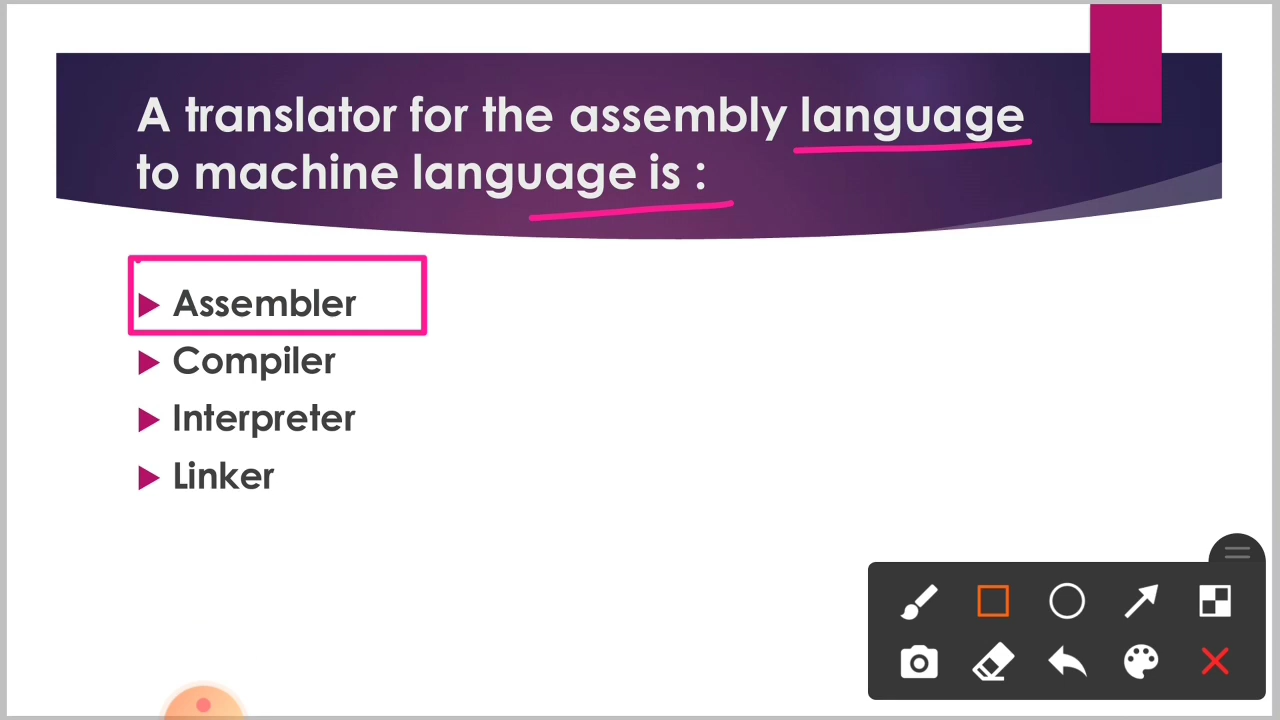 A translator for the assembly language
to machine language is :
Assembler
Compiler
Interpreter
Linker